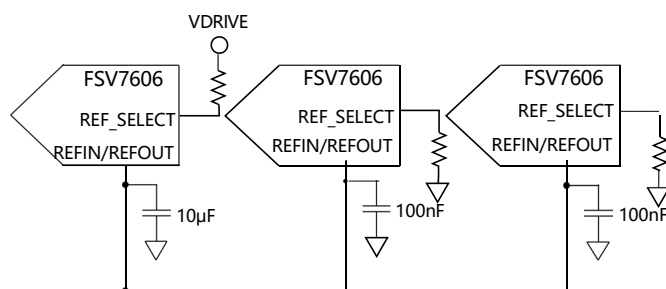 VDRIVE
FSV7606
REF_SELECT
REFIN/REFOUT
10μF
FSV7606
REF_SELECT
REFIN/REFOUT
100nF
FSV7606
REF_SELECT
REFIN/REFOUT
100nF